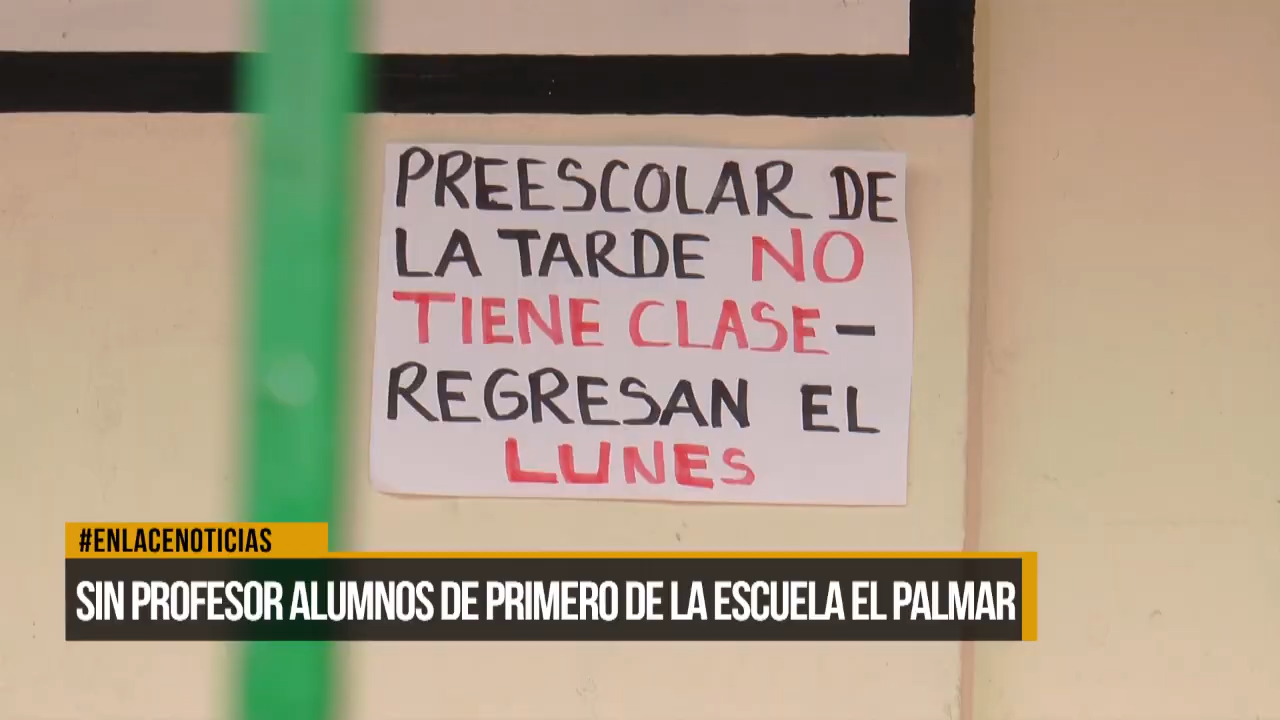 PREESCOLAR DE
LA TARDE NO
TIENE CLASE-
REGRESAN EL
LUNES
#ENLACENOTICIAS
SIN PROFESOR ALUMNOS DE PRIMERO DE LA ESCUELA EL PALMAR